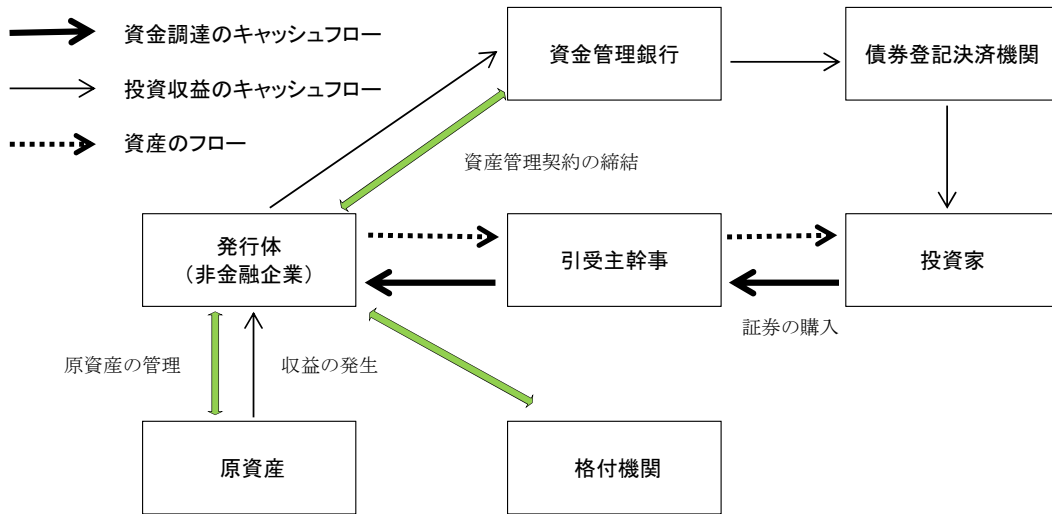 資金調達のキャッシュフロー
投資収益のキャッシュフロー
資産のフロー
資金管理銀行
債券登記決済機関
資産管理契約の締結
発行体
（非金融企業）
引受主幹事
投資家
証券の購入
原資産の管理
収益の発生
原資産
格付機関